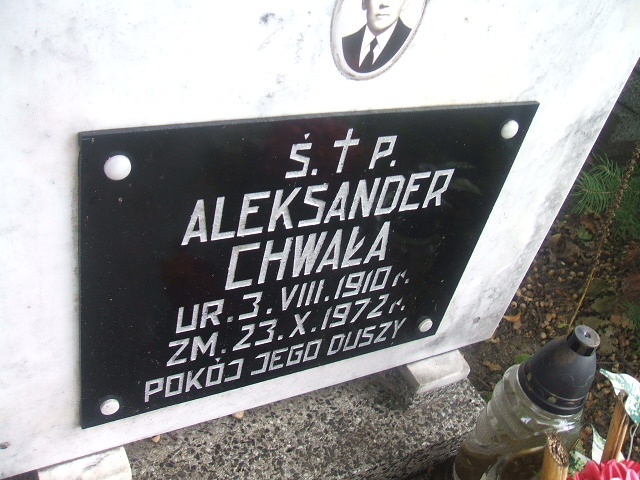 Ś. † P.
ALEKSANDER
CHWAŁA
UR. 3. VIII. 1910 r.
ZM. 23. X. 1972 r.
POKÓJ JEGO DUSZY